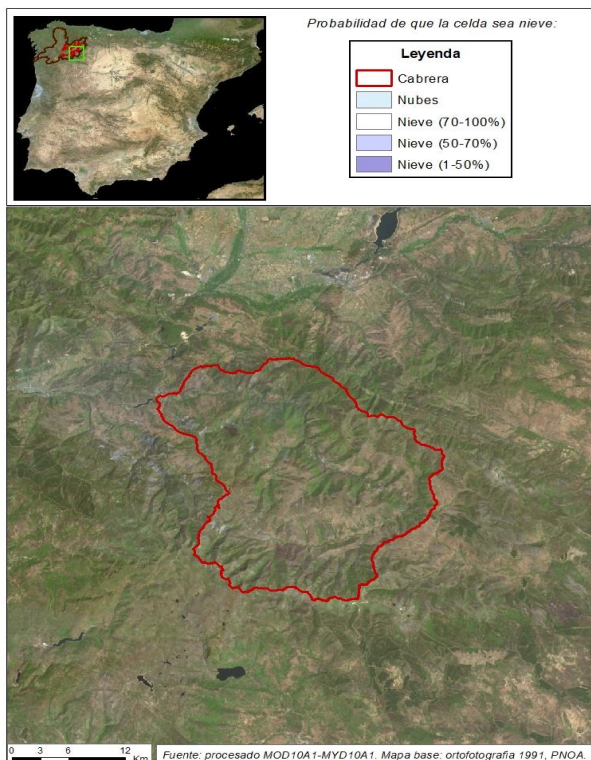 Probabilidad de que la celda sea nieve:
Leyenda
Cabrera
Nubes
Nieve (70-100%)
Nieve (50-70%)
Nieve (1-50%)
0 3 6 12
Km
Fuente: procesado MOD10A1-MYD10A1. Mapa base: ortofotografia 1991, PNOA.